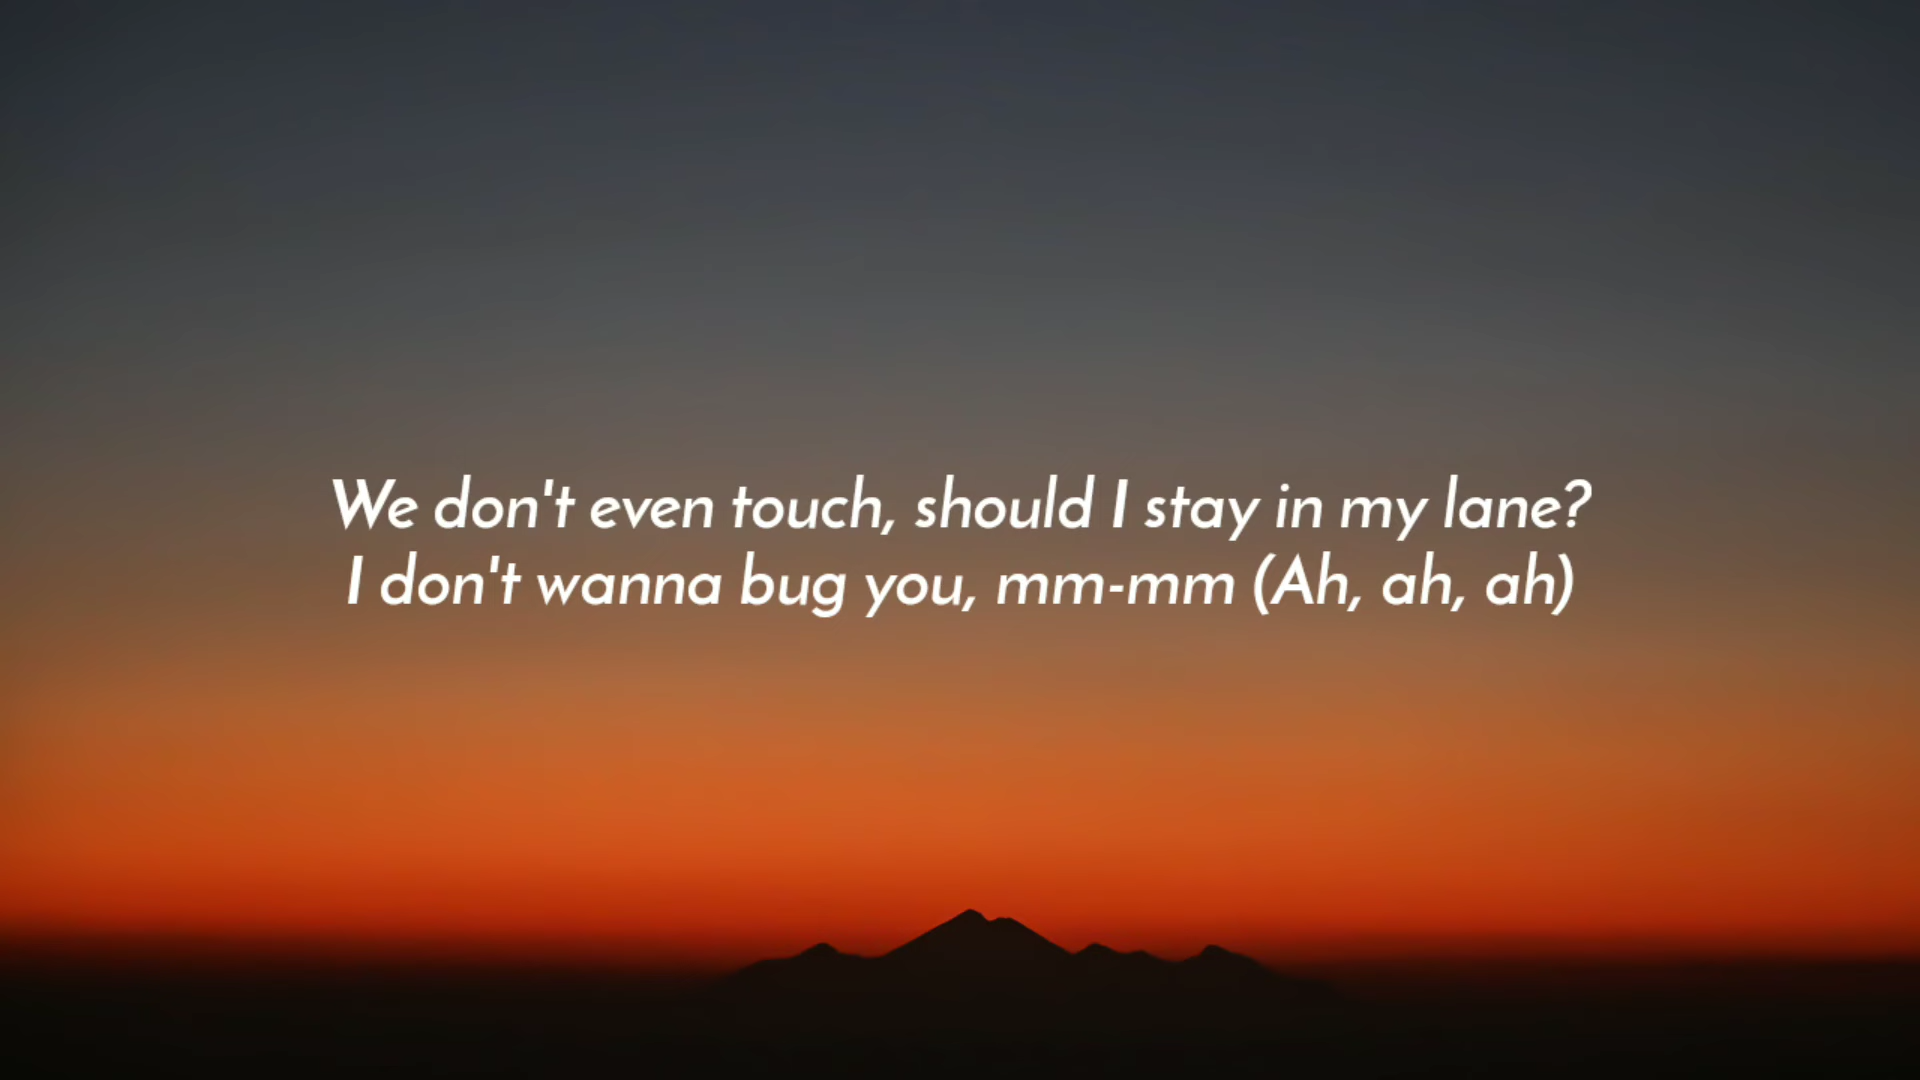 We don't even touch, should I stay in my lane?
I don't wanna bug you, mm-mm (Ah, ah, ah)